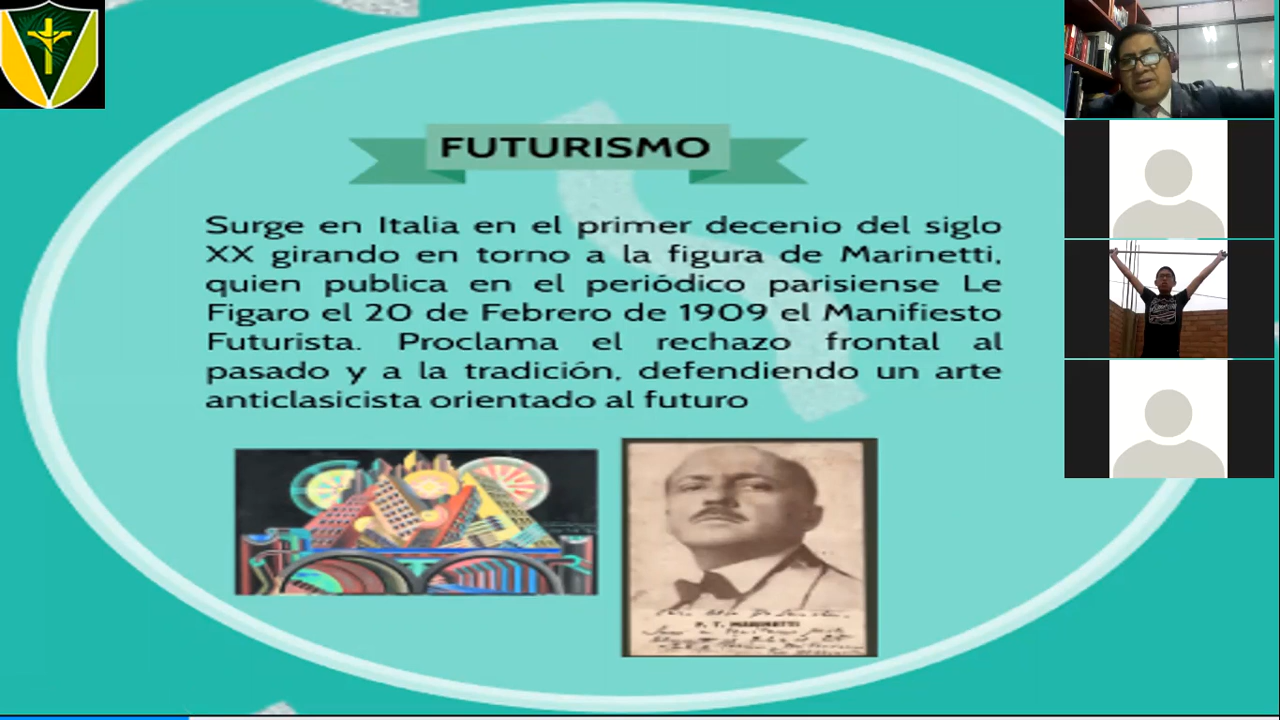 FUTURISMO
Surge en Italia en el primer decenio del siglo
XX girando en torno a la figura de Marinetti,
quien publica en el periódico parisiense Le
Figaro el 20 de Febrero de 1909 el Manifiesto
Futurista. Proclama el rechazo frontal al
pasado y a la tradición, defendiendo un arte
anticlasicista orientado al futuro
F. T. MARINETTI